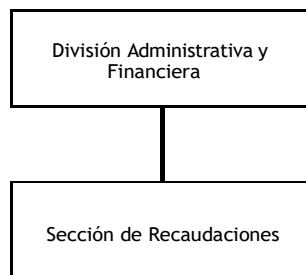 División Administrativa y
Financiera
Sección de Recaudaciones